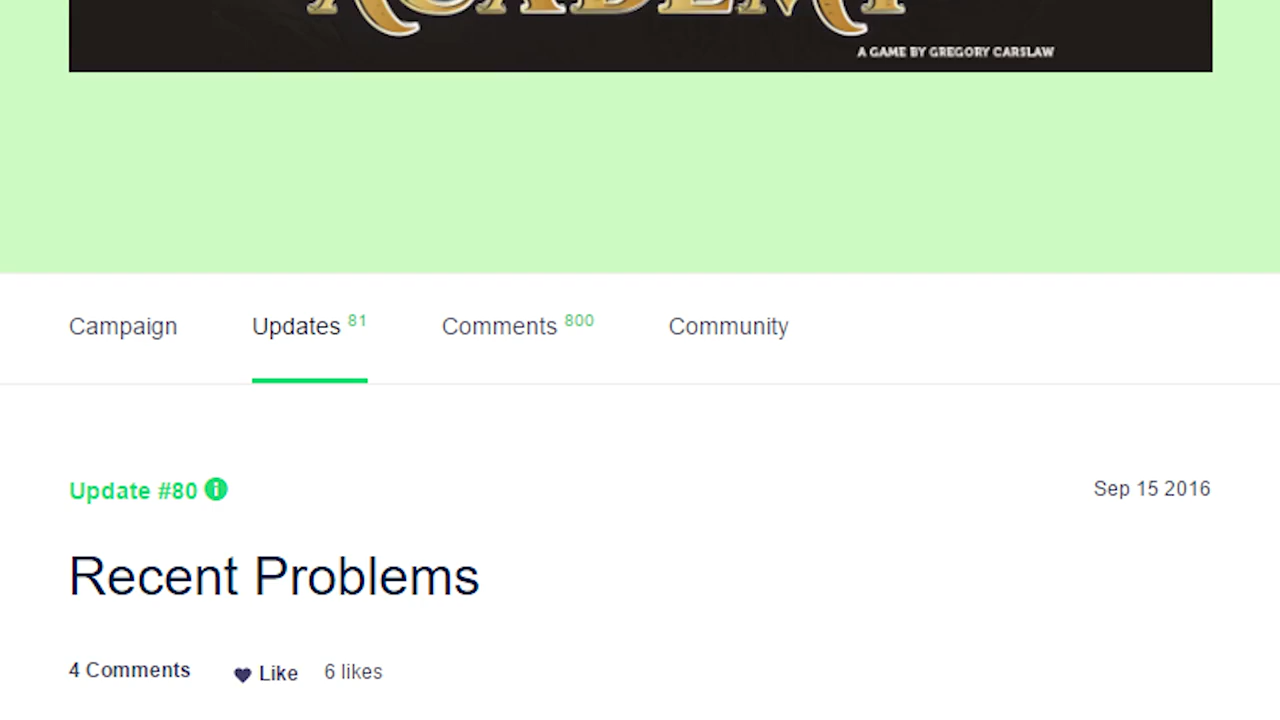 ACADEMY
A GAME BY GREGORY CARSLAW
Campaign Updates 81 Comments 800 Community
Update #80 Sep 15 2016
Recent Problems
4 Comments Like 6 likes